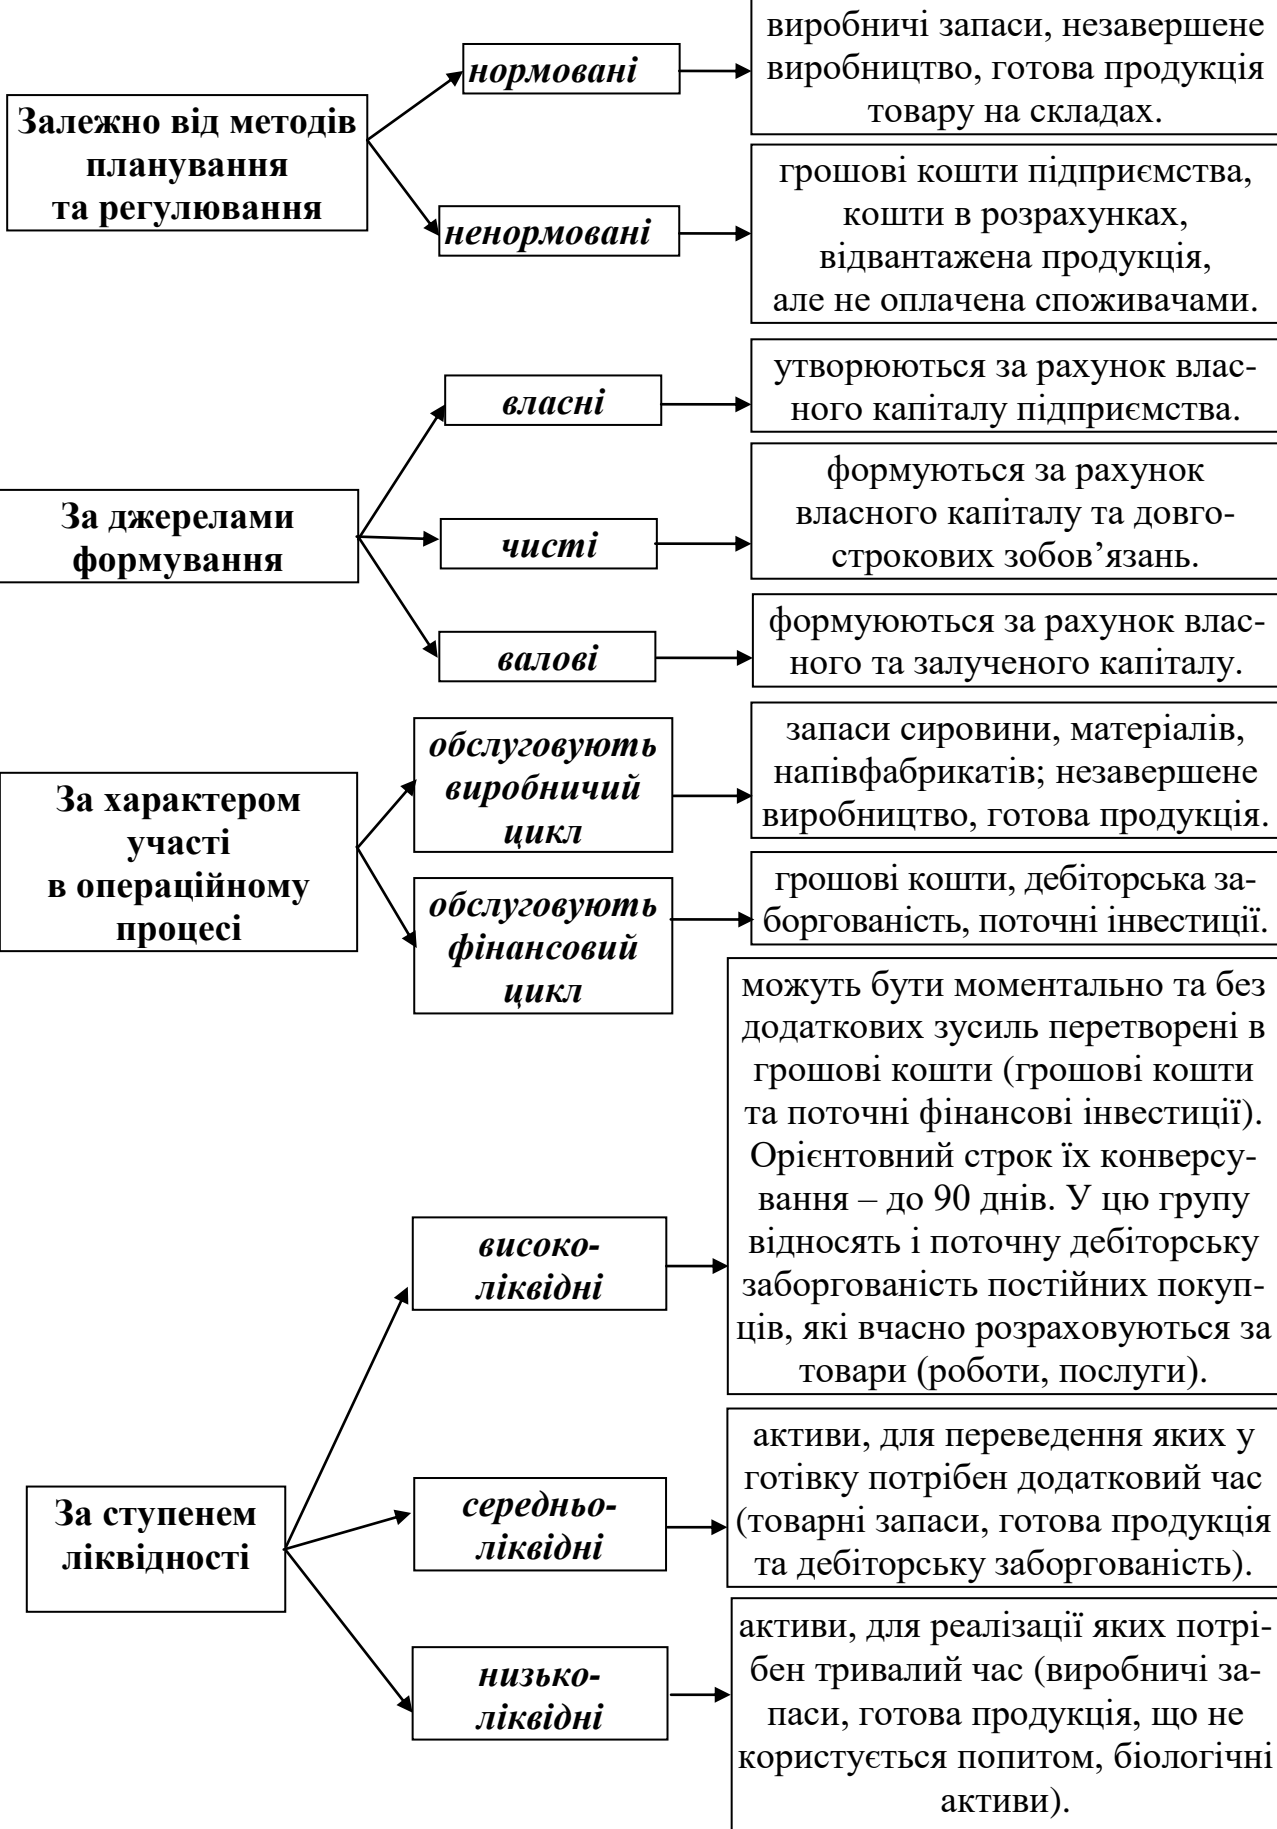 Залежно від методів
планування
та регулювання
нормовані
виробничі запаси, незавершене
виробництво, готова продукція
товару на складах.
ненормовані
грошові кошти підприємства,
кошти в розрахунках,
відвантажена продукція,
але не оплачена споживачами.
За джерелами
формування
власні
утворюються за рахунок влас-
ного капіталу підприємства.
чисті
формуються за рахунок
власного капіталу та довго-
строкових зобов’язань.
валові
формуюються за рахунок влас-
ного та залученого капіталу.
За характером
участі
в операційному
процесі
обслуговують
виробничий
цикл
запаси сировини, матеріалів,
напівфабрикатів; незавершене
виробництво, готова продукція.
обслуговують
фінансовий
цикл
грошові кошти, дебіторська за-
боргованість, поточні інвестиції.
За ступенем
ліквідності
високо-
ліквідні
можуть бути моментально та без
додаткових зусиль перетворені в
грошові кошти (грошові кошти
та поточні фінансові інвестиції).
Орієнтовний строк їх конверсу-
вання – до 90 днів. У цю групу
відносять і поточну дебіторську
заборгованість постійних покуп-
ців, які вчасно розраховуються за
товари (роботи, послуги).
середньо-
ліквідні
активи, для переведення яких у
готівку потрібен додатковий час
(товарні запаси, готова продукція
та дебіторську заборгованість).
низько-
ліквідні
активи, для реалізації яких потрі-
бен тривалий час (виробничі за-
паси, готова продукція, що не
користується попитом, біологічні
активи).